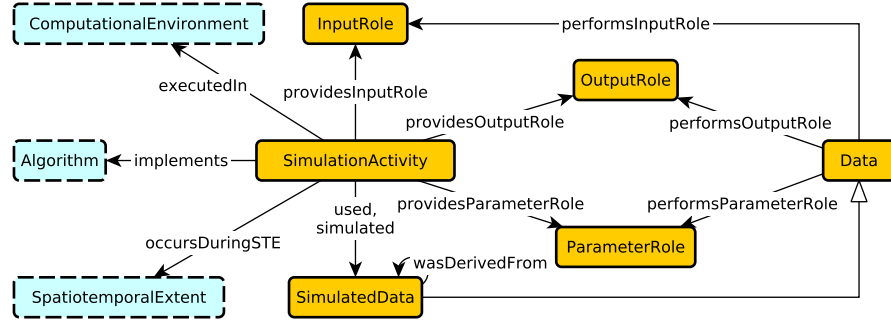 ComputationalEnvironment
InputRole
performsInputRole
executedIn
providesInputRole
OutputRole
providesOutputRole
performsOutputRole
Algorithm
implements
SimulationActivity
Data
used,
simulated
providesParameterRole
performsParameterRole
occursDuringSTE
ParameterRole
wasDerivedFrom
SpatiotemporalExtent
SimulatedData